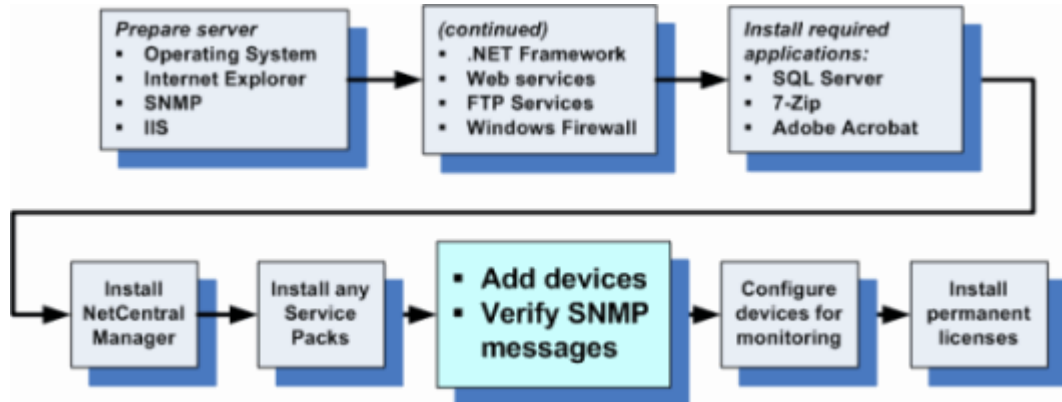 Prepare server
▪ Operating System
▪ Internet Explorer
▪ SNMP
▪ IIS
(continued)
▪ .NET Framework
▪ Web services
▪ FTP Services
▪ Windows Firewall
Install required
applications:
▪ SQL Server
▪ 7-Zip
▪ Adobe Acrobat
Install
NetCentral
Manager
Install any
Service
Packs
▪ Add devices
▪ Verify SNMP
messages
Configure
devices for
monitoring
Install
permanent
licenses